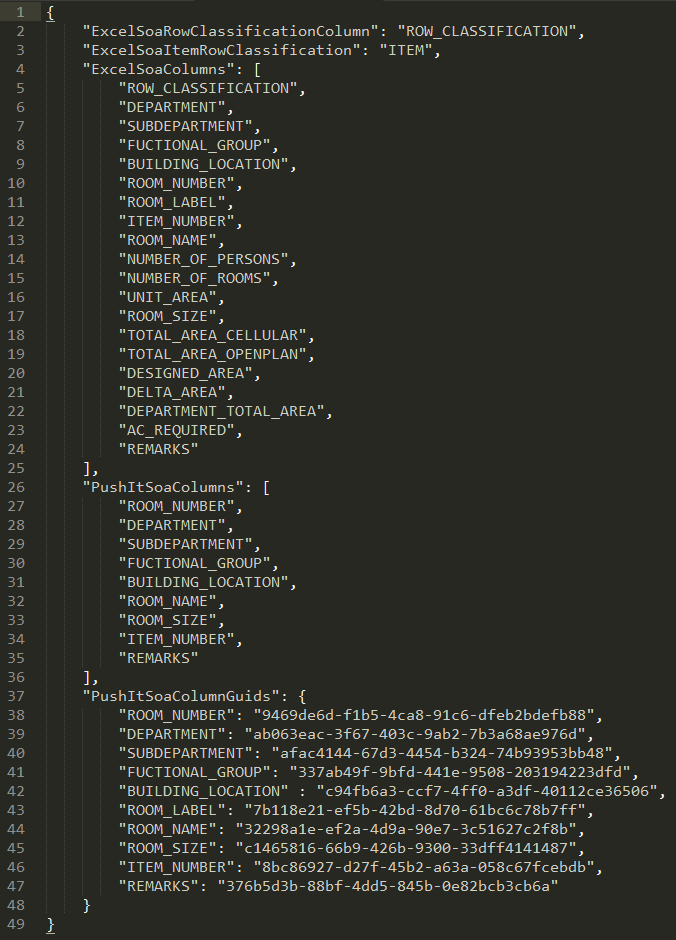 1 {
2 "ExcelSoaRowClassificationColumn": "ROW_CLASSIFICATION",
3 "ExcelSoaItemRowClassification": "ITEM",
4 "ExcelSoaColumns": [
5 "ROW_CLASSIFICATION",
6 "DEPARTMENT",
7 "SUBDEPARTMENT",
8 "FUCTIONAL_GROUP",
9 "BUILDING_LOCATION",
10 "ROOM_NUMBER",
11 "ROOM_LABEL",
12 "ITEM_NUMBER",
13 "ROOM_NAME",
14 "NUMBER_OF_PERSONS",
15 "NUMBER_OF_ROOMS",
16 "UNIT_AREA",
17 "ROOM_SIZE",
18 "TOTAL_AREA_CELLULAR",
19 "TOTAL_AREA_OPENPLAN",
20 "DESIGNED_AREA",
21 "DELTA_AREA",
22 "DEPARTMENT_TOTAL_AREA",
23 "AC_REQUIRED",
24 "REMARKS"
25 ],
26 "PushItSoaColumns": [
27 "ROOM_NUMBER",
28 "DEPARTMENT",
29 "SUBDEPARTMENT",
30 "FUCTIONAL_GROUP",
31 "BUILDING_LOCATION",
32 "ROOM_NAME",
33 "ROOM_SIZE",
34 "ITEM_NUMBER",
35 "REMARKS"
36 ],
37 "PushItSoaColumnGuids": {
38 "ROOM_NUMBER": "9469de6d-f1b5-4ca8-91c6-dfeb2bdefb88",
39 "DEPARTMENT": "ab063eac-3f67-403c-9ab2-7b3a68ae976d",
40 "SUBDEPARTMENT": "afac4144-67d3-4454-b324-74b93953bb48",
41 "FUCTIONAL_GROUP": "337ab49f-9bfd-441e-9508-203194223dfd",
42 "BUILDING_LOCATION" : "c94fb6a3-ccf7-4ff0-a3df-40112ce36506",
43 "ROOM_LABEL": "7b118e21-ef5b-42bd-8d70-61bc6c78b7ff",
44 "ROOM_NAME": "32298a1e-ef2a-4d9a-90e7-3c51627c2f8b",
45 "ROOM_SIZE": "c1465816-66b9-426b-9300-33dff4141487",
46 "ITEM_NUMBER": "8bc86927-d27f-45b2-a63a-058c67fcebdb",
47 "REMARKS": "376b5d3b-88bf-4dd5-845b-0e82bcb3cb6a"
48 }
49 }